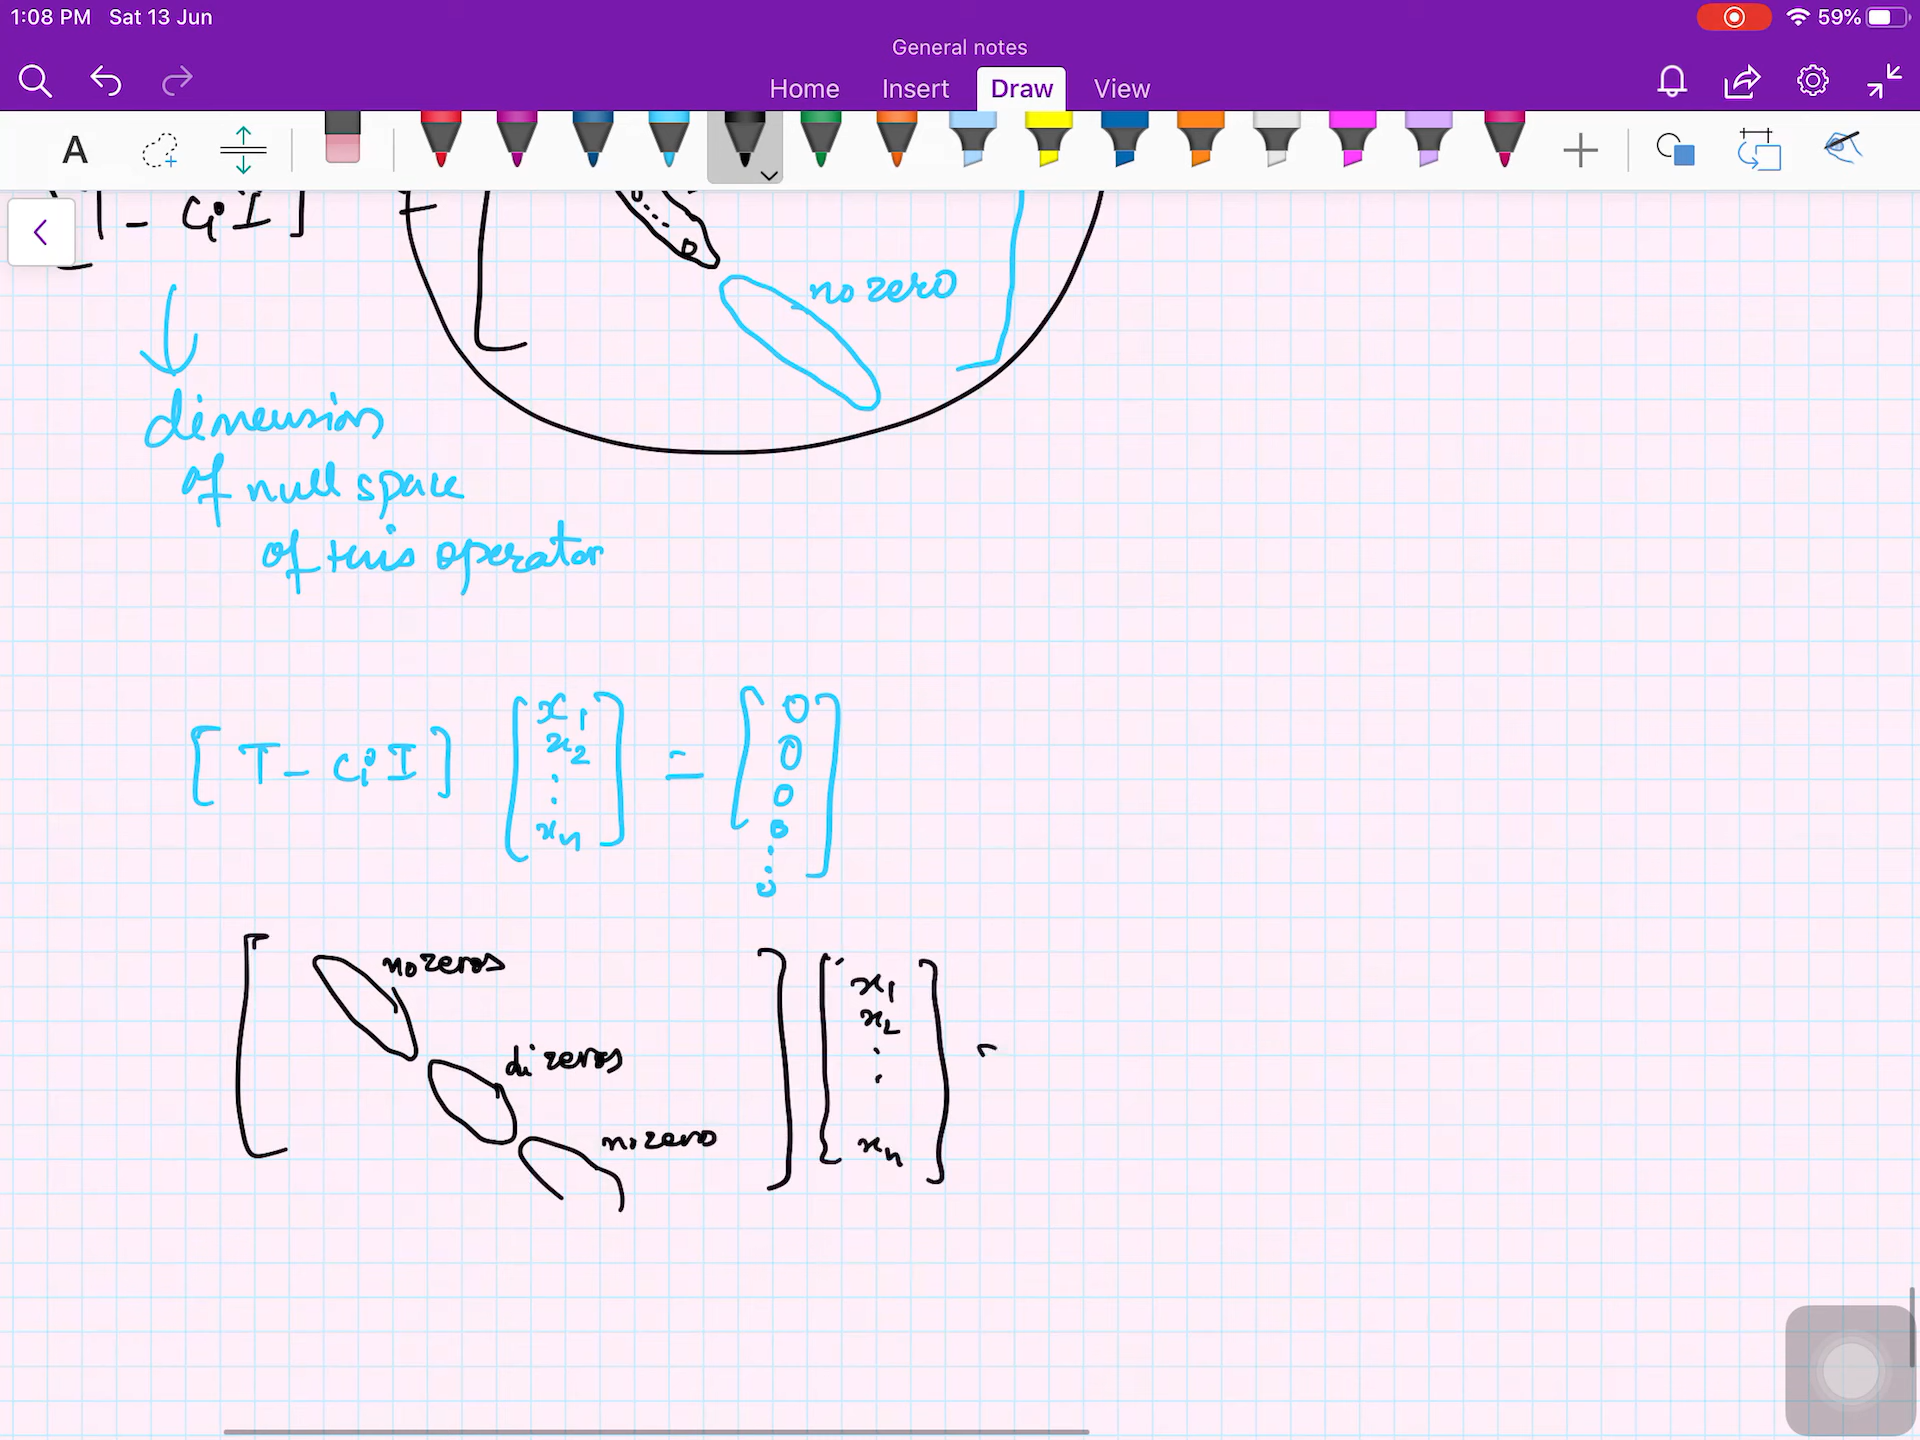 1:08 PM Sat 13 Jun
59%
General notes
Home Insert Draw View
A
T - ciI ]
no zero
dimension
of null space
of this operator
[ T - ciI ] [ x1 x2 ⋮ xn ] = [ 0 0 0 0 ⋮ 0 ]
[ no zeros
di zeros
no zero ] [ x1 x2 ⋮ xn ] =